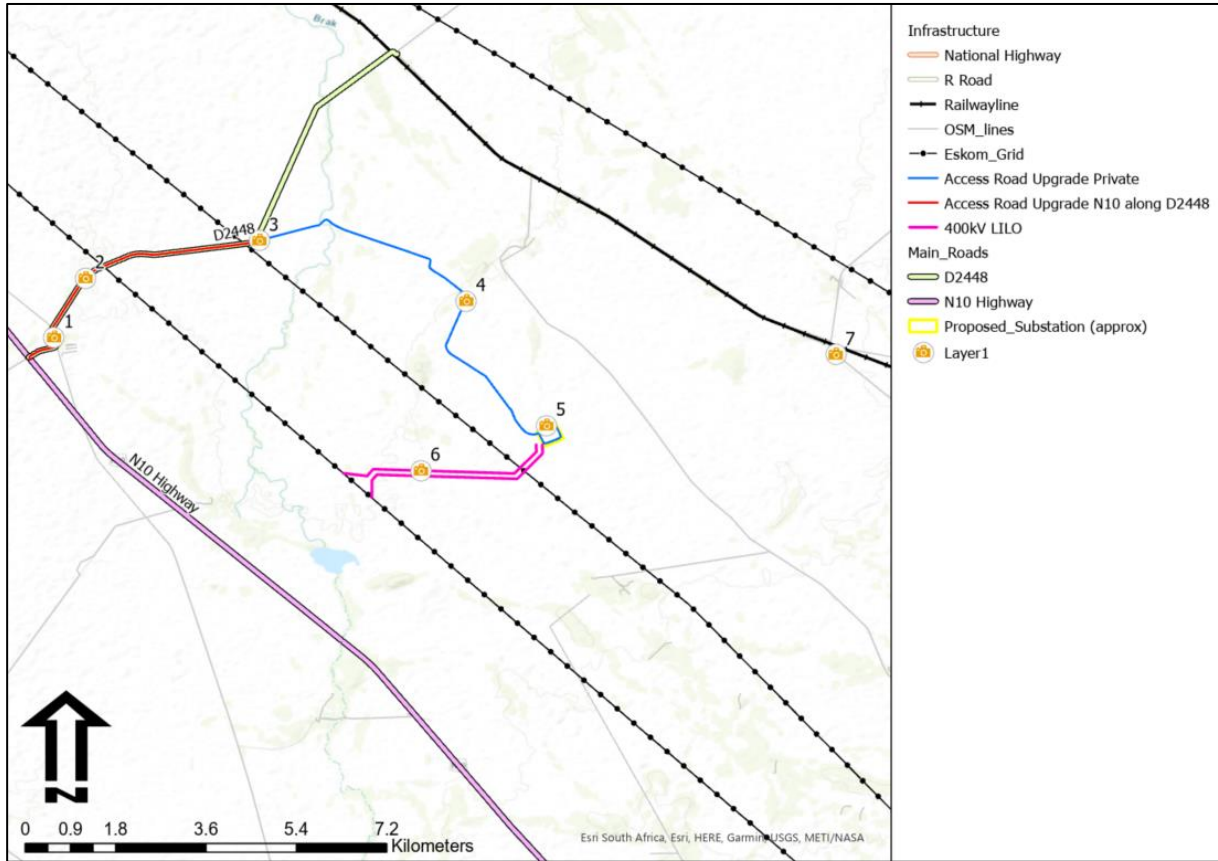 Brak
D2448
3
2
1
4
7
5
6
N10 Highway
N
0 0.9 1.8 3.6 5.4 7.2
Kilometers
Esri South Africa, Esri, HERE, Garmin, USGS, METI/NASA
Infrastructure
National Highway
R Road
Railwayline
OSM_lines
Eskom_Grid
Access Road Upgrade Private
Access Road Upgrade N10 along D2448
400kV LILO
Main_Roads
D2448
N10 Highway
Proposed_Substation (approx)
Layer1